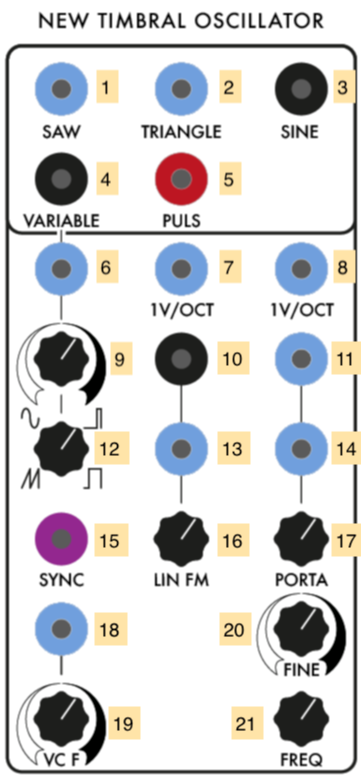 NEW TIMBRAL OSCILLATOR
1 2 3
SAW TRIANGLE SINE
4 5
VARIABLE PULS
6 7 8
1V/OCT 1V/OCT
9 10 11
12 13 14
15 16 17
SYNC LIN FM PORTA
18 20
FINE
19 21
VC F FREQ